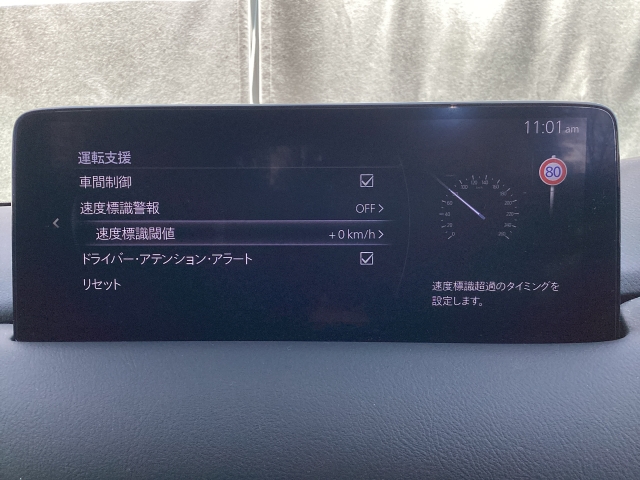 11:01am
運転支援
車間制御
速度標識警報 OFF
速度標識閾値 +0km/h
ドライバー・アテンション・アラート
リセット
80
速度標識超過のタイミングを
設定します。